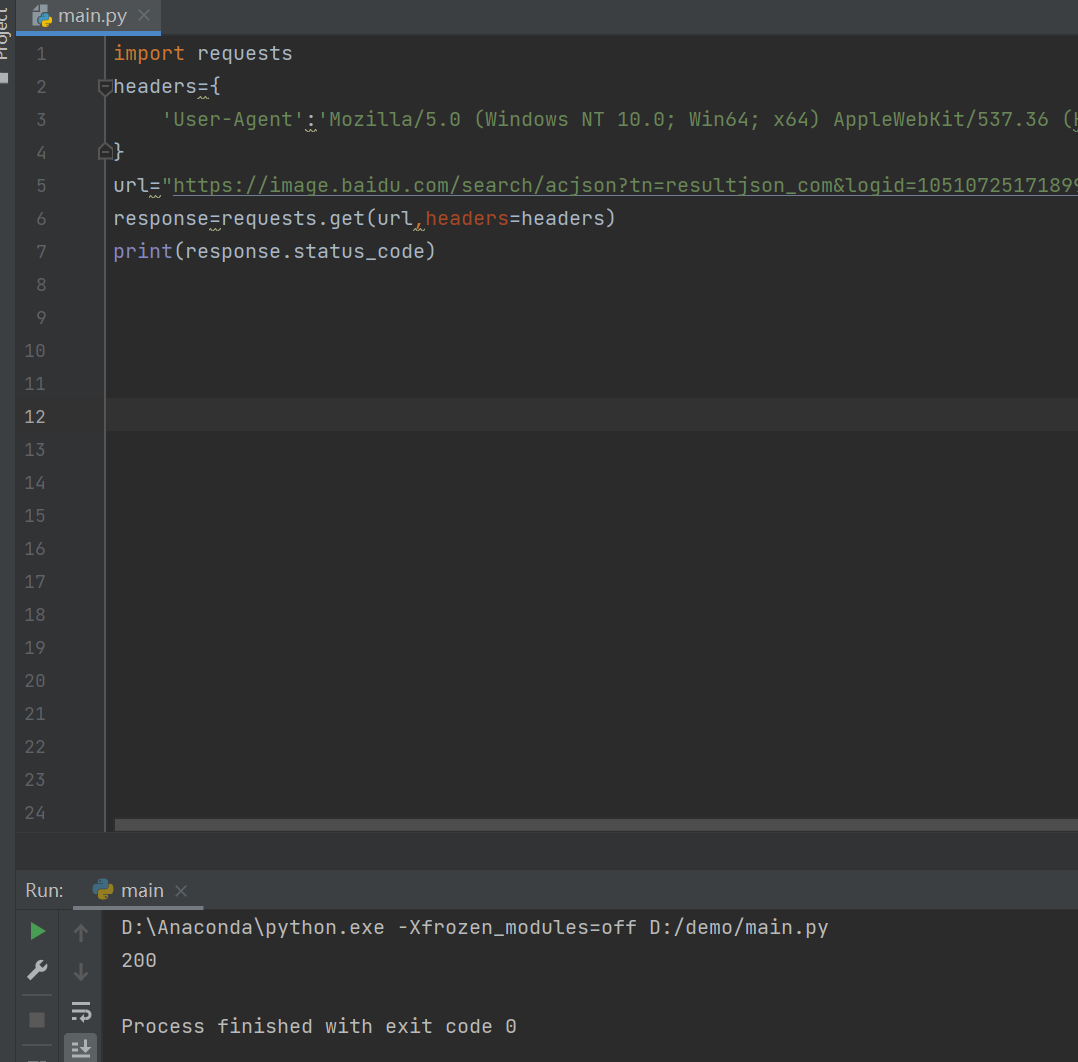 Project
main.py
1 import requests
2 headers={
3 'User-Agent':'Mozilla/5.0 (Windows NT 10.0; Win64; x64) AppleWebKit/537.36 (
4 }
5 url="https://image.baidu.com/search/acjson?tn=resultjson_com&logid=1051072517189
6 response=requests.get(url,headers=headers)
7 print(response.status_code)
8
9
10
11
12
13
14
15
16
17
18
19
20
21
22
23
24
Run: main
D:\Anaconda\python.exe -Xfrozen_modules=off D:/demo/main.py
200
Process finished with exit code 0